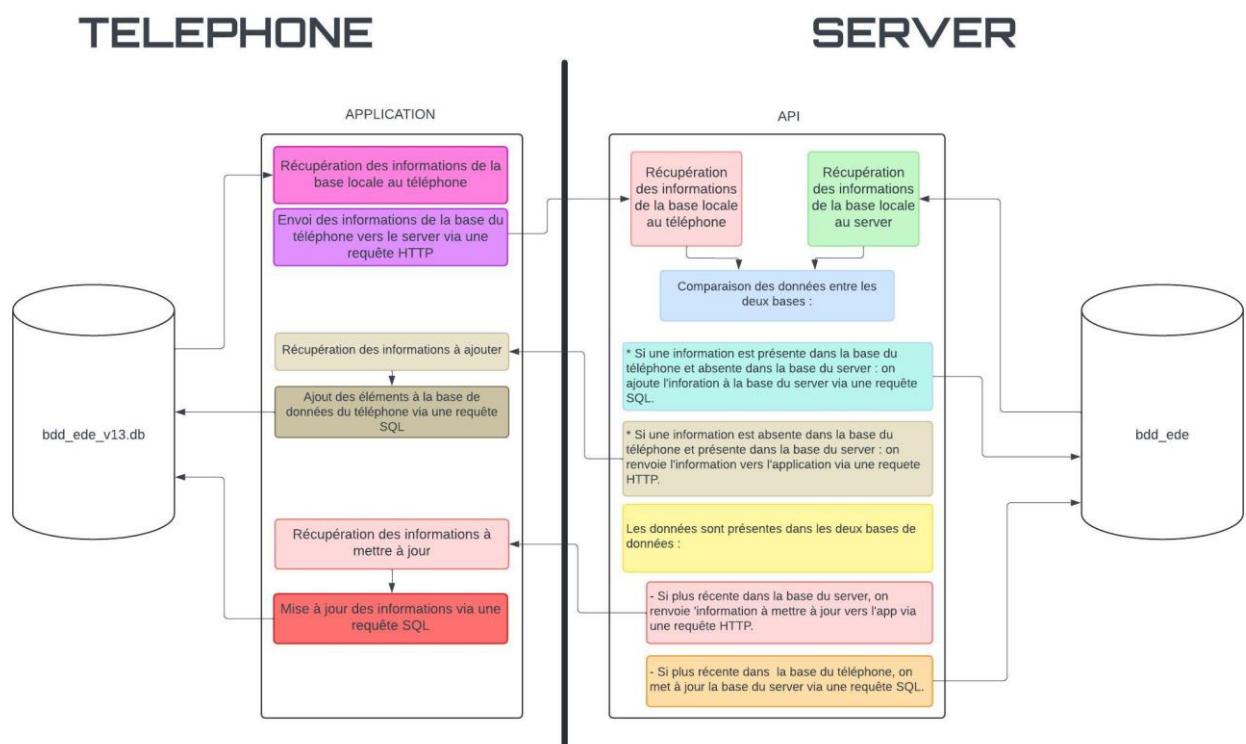 TELEPHONE
SERVER
APPLICATION
API
Récupération des informations de la
base locale au téléphone
Envoi des informations de la base du
téléphone vers le server via une
requête HTTP
Récupération
des informations
de la base locale
au téléphone
Récupération
des informations
de la base locale
au server
Comparaison des données entre les
deux bases :
bdd_ede_v13.db
Récupération des informations à ajouter
Ajout des éléments à la base de
données du téléphone via une requête
SQL
* Si une information est présente dans la base du
téléphone et absente dans la base du server : on
ajoute l'inforation à la base du server via une requête
SQL.
* Si une information est absente dans la base du
téléphone et présente dans la base du server : on
renvoie l'information vers l'application via une requete
HTTP.
bdd_ede
Les données sont présentes dans les deux bases de
données :
Récupération des informations à
mettre à jour
Mise à jour des informations via une
requête SQL
- Si plus récente dans la base du server, on
renvoie 'information à mettre à jour vers l'app via
une requête HTTP.
- Si plus récente dans  la base du téléphone, on
met à jour la base du server via une requête SQL.